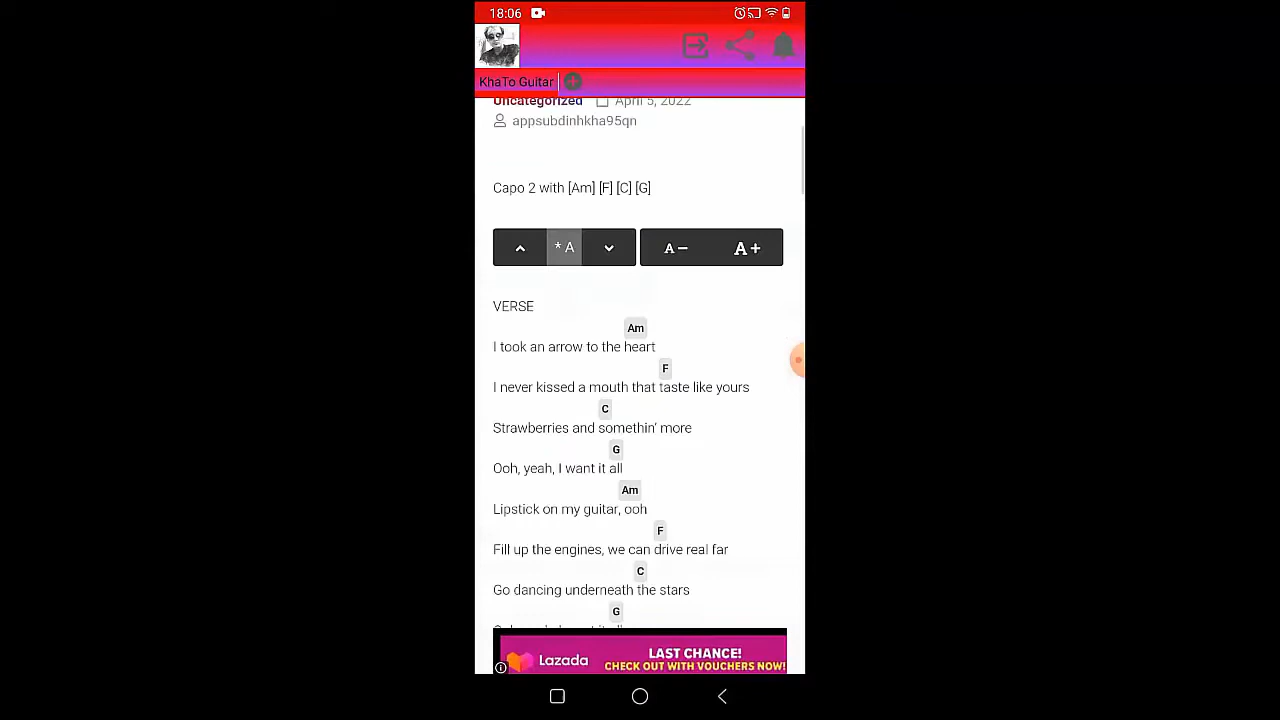 18:06
KhaTo Guitar
Uncategorized April 5, 2022
appsubdinhkha95qn
Capo 2 with [Am] [F] [C] [G]
* A A− A+
VERSE
Am
I took an arrow to the heart
F
I never kissed a mouth that taste like yours
C
Strawberries and somethin' more
G
Ooh, yeah, I want it all
Am
Lipstick on my guitar, ooh
F
Fill up the engines, we can drive real far
C
Go dancing underneath the stars
G
Lazada
LAST CHANCE!
CHECK OUT WITH VOUCHERS NOW!